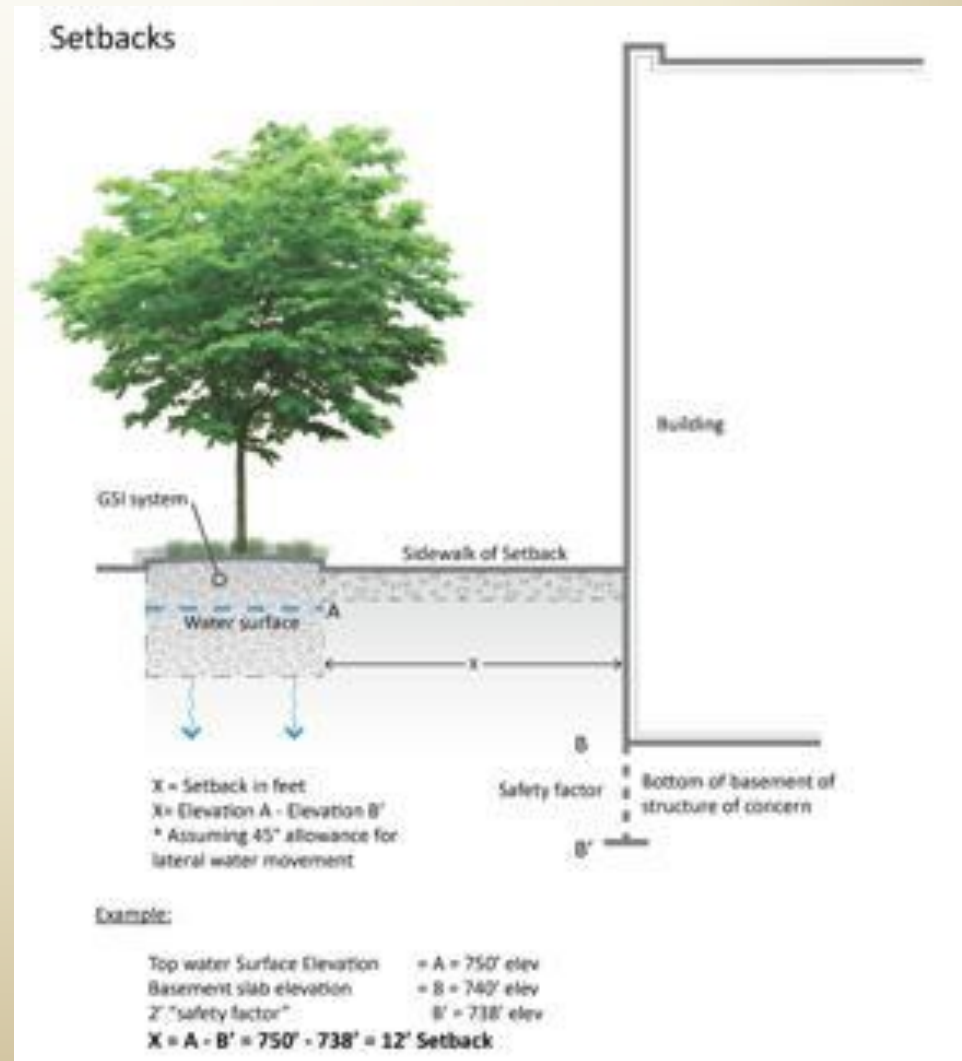 Setbacks
Building
GSI system
Sidewalk of Setback
A
Water surface
X
B
Safety factor
Bottom of basement of
structure of concern
B'
X = Setback in feet
X= Elevation A - Elevation B'
* Assuming 45° allowance for
lateral water movement
Example:
Top water Surface Elevation = A = 750' elev
Basement slab elevation = B = 740' elev
2' "safety factor" B' = 738' elev
X = A - B' = 750' - 738' = 12' Setback